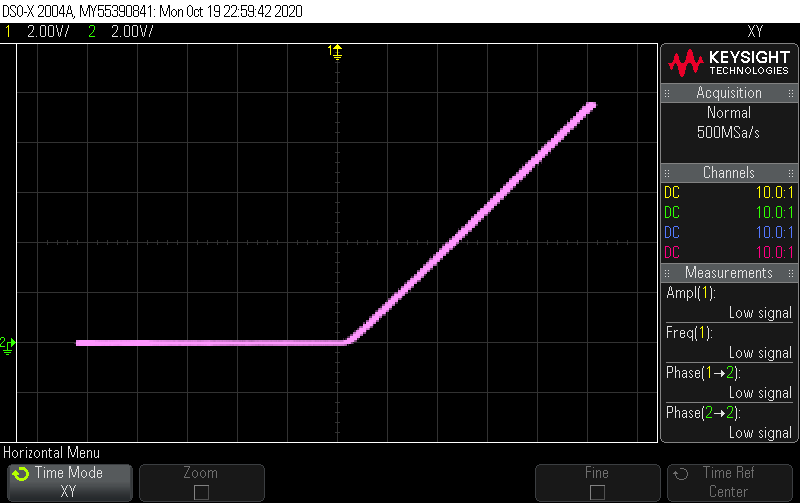 DSO-X 2004A, MY55390841: Mon Oct 19 22:59:42 2020
1 2.00V/ 2 2.00V/ XY
1
KEYSIGHT
TECHNOLOGIES
Acquisition
Normal
500MSa/s
Channels
DC 10.0:1
DC 10.0:1
DC 10.0:1
DC 10.0:1
Measurements
Ampl(1):
Low signal
Freq(1):
Low signal
Phase(1→2):
Low signal
Phase(2→2):
Low signal
2
Horizontal Menu
Time Mode
XY
Zoom
Fine
Time Ref
Center